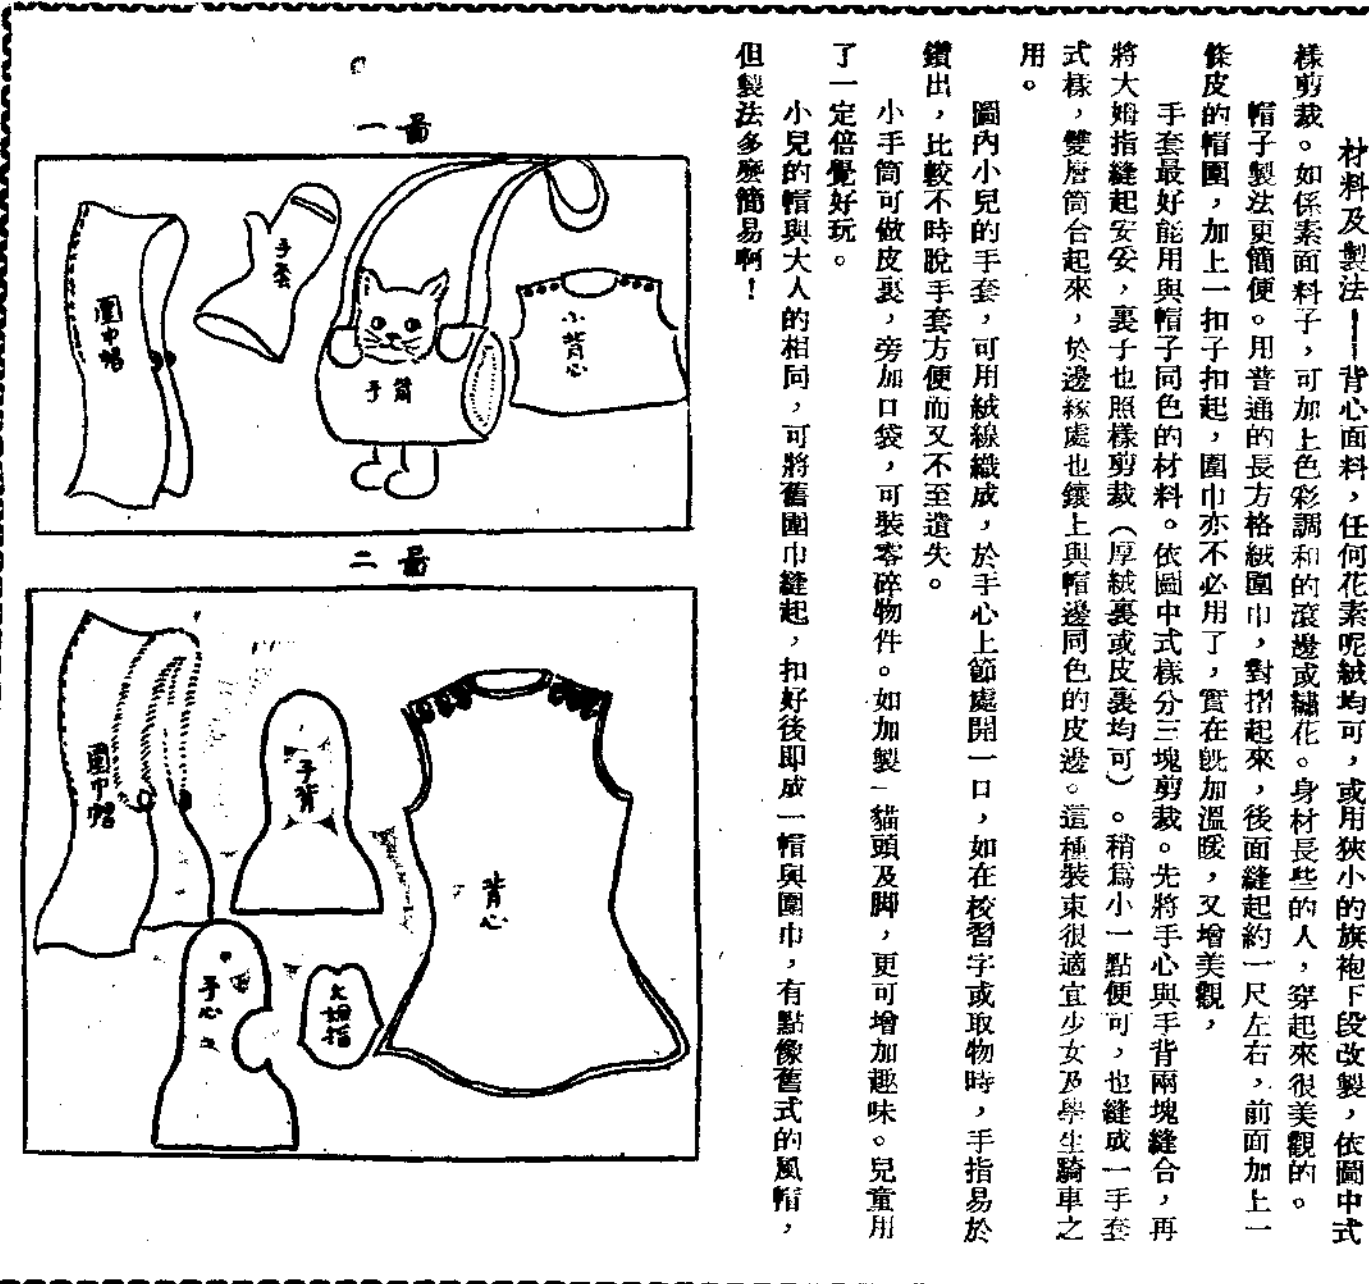 材料及製法——背心面料，任何花素呢絨均可，或用狹小的旗袍下段改製，依圖中式
樣剪裁。如係素面料子，可加上色彩調和的滾邊或繡花。身材長些的人，穿起來很美觀的。
帽子製法更簡便。用普通的長方格絨圍巾，對摺起來，後面縫起約一尺左右，前面加上一
條皮的帽圍，加上一扣子扣起，圍巾亦不必用了，實在既加溫暖，又增美觀，
手套最好能用與帽子同色的材料。依圖中式樣分三塊剪裁。先將手心與手背兩塊縫合，再
將大姆指縫起安妥，裏子也照樣剪裁（厚絨裏或皮裏均可）。稍爲小一點便可，也縫成一手套
式樣，雙層筒合起來，於邊緣處也鑲上與帽邊同色的皮邊。這種裝束很適宜少女及學生騎車之
用。
圖內小兒的手套，可用絨線織成，於手心上節處開一口，如在校習字或取物時，手指易於
鑽出，比較不時脫手套方便而又不至遺失。
小手筒可做皮裏，旁加口袋，可裝零碎物件。如加製一貓頭及脚，更可增加趣味。兒童用
了一定倍覺好玩。
小兒的帽與大人的相同，可將舊圍巾縫起，扣好後即成一帽與圍巾，有點像舊式的風帽，
但製法多麽簡易啊！
一圖
圍巾帽
手套
手筒
小背心
二圖
圍巾帽
手背
背心
手心
大姆指